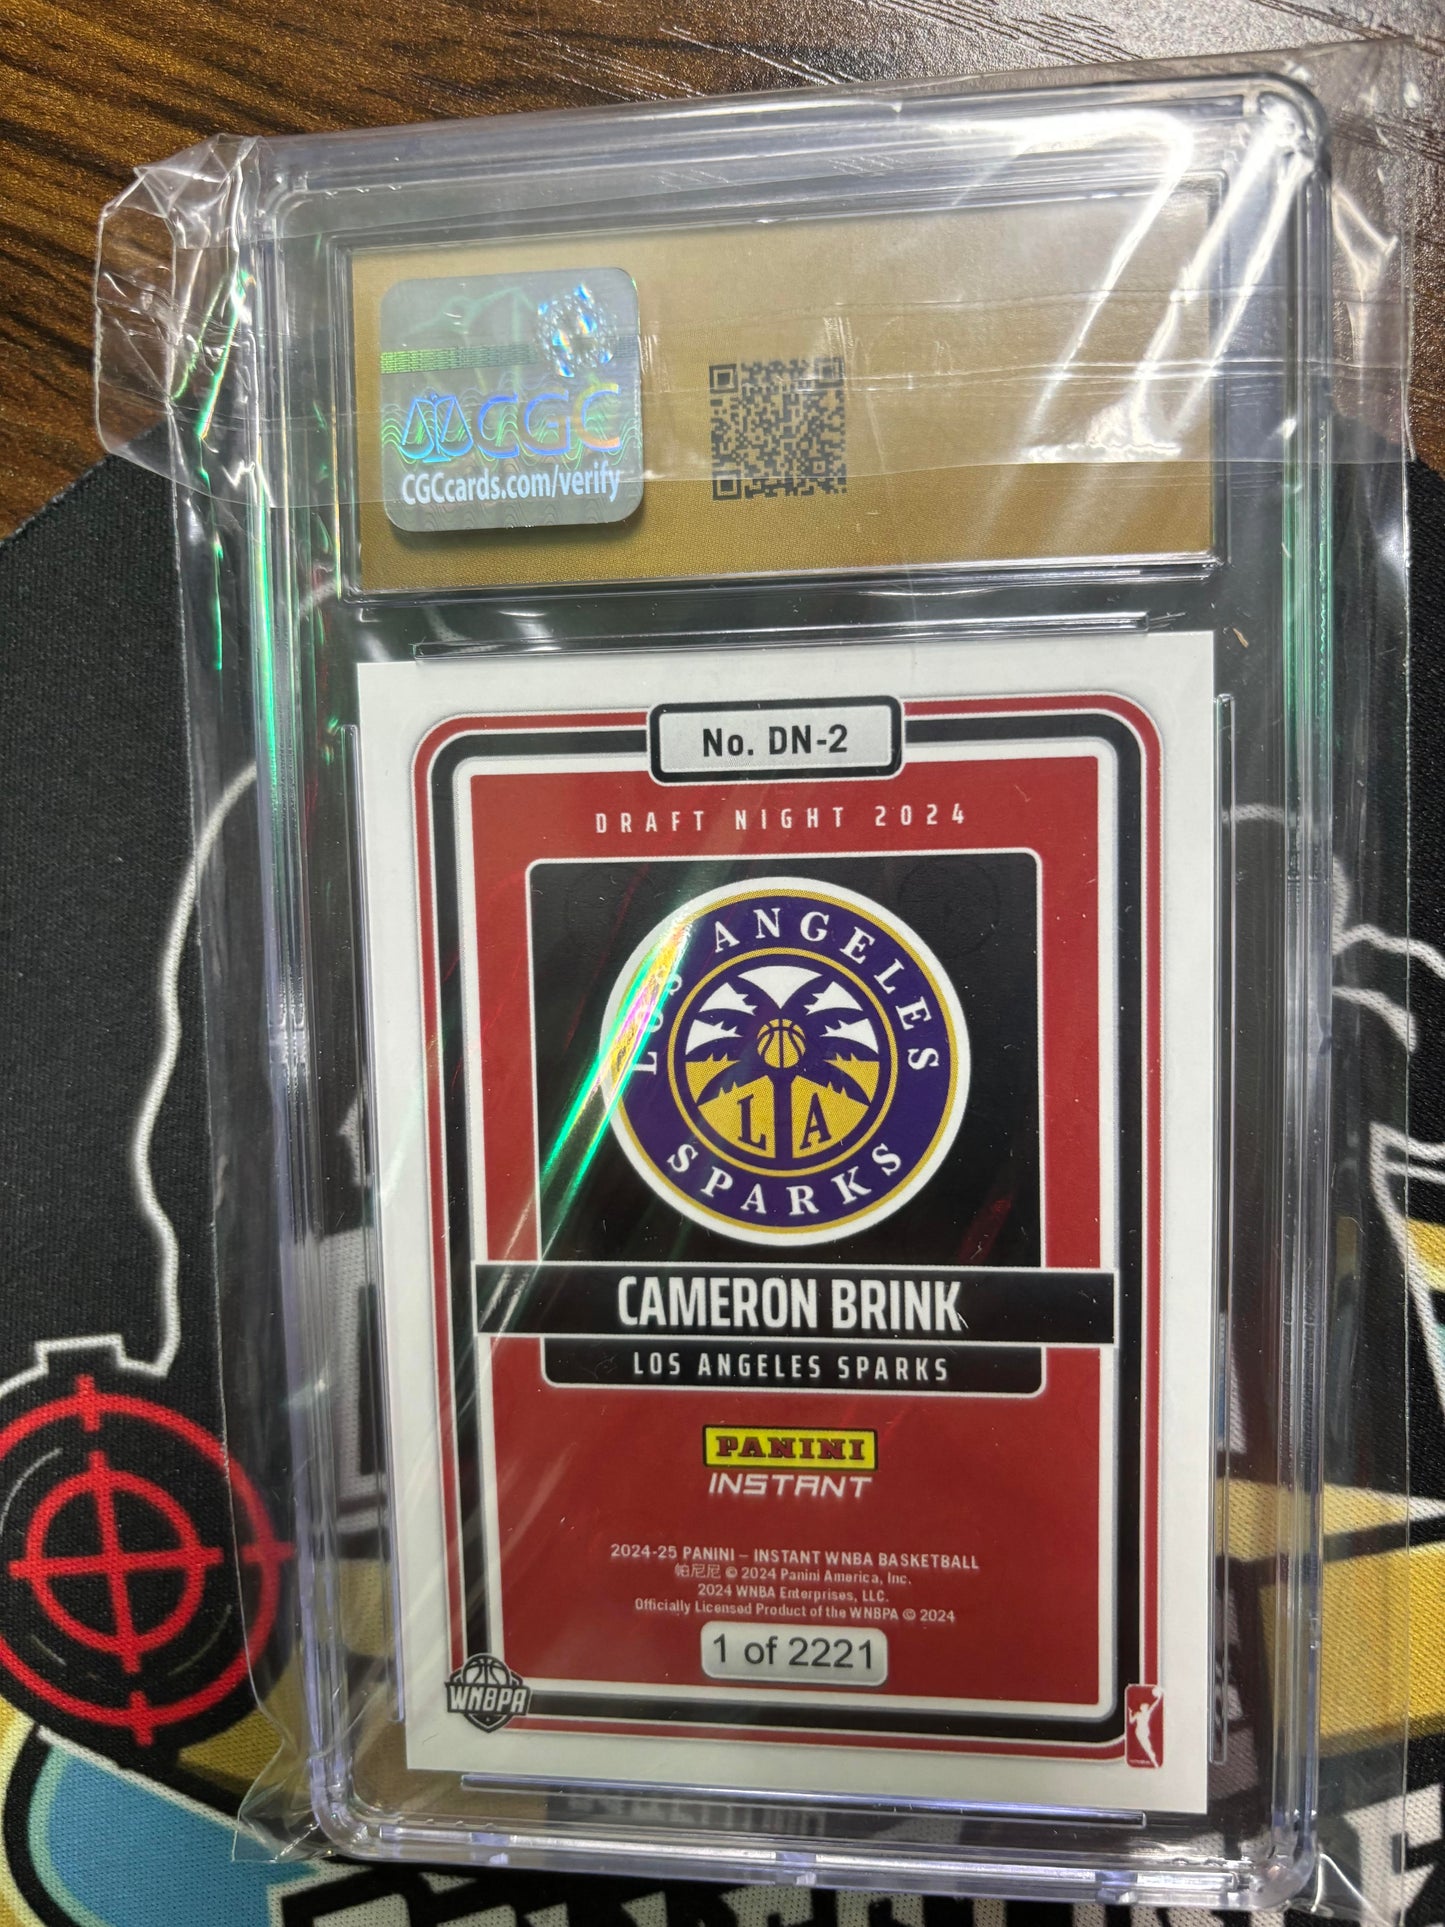 CGC
CGCcards.com/verify
No. DN-2
DRAFT NIGHT 2024
LOS ANGELES
LA
SPARKS
CAMERON BRINK
LOS ANGELES SPARKS
PANINI
INSTANT
2024-25 PANINI – INSTANT WNBA BASKETBALL
帕尼尼 © 2024 Panini America, Inc.
2024 WNBA Enterprises, LLC.
Officially Licensed Product of the WNBPA © 2024
1 of 2221
WNBPA